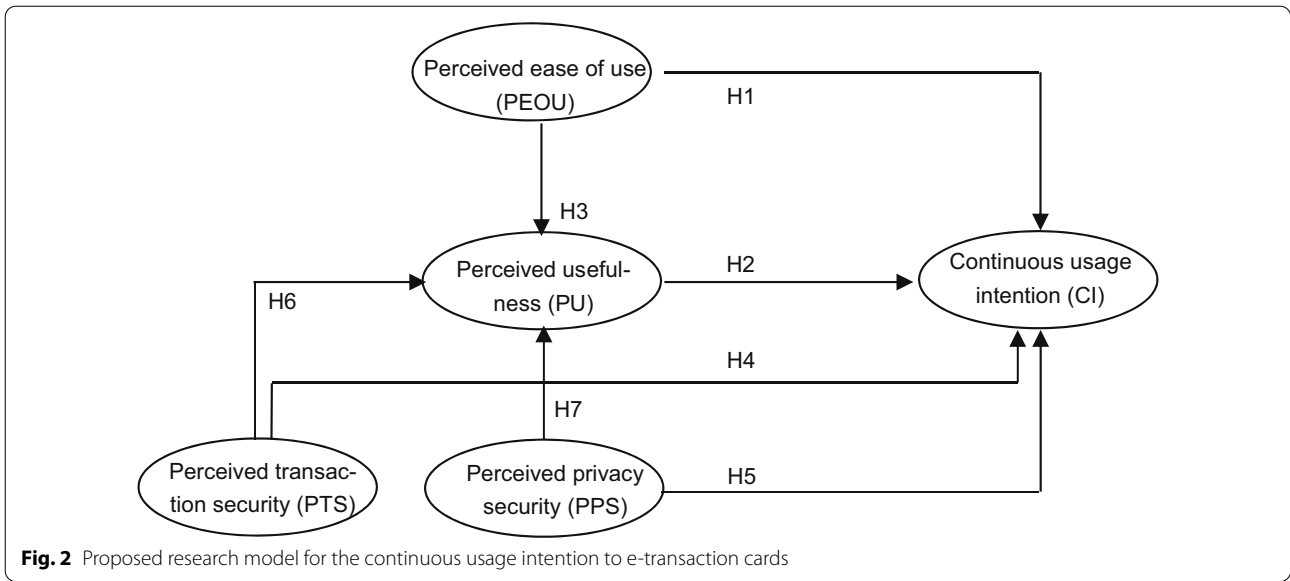 Perceived ease of use
(PEOU)
H1
H3
Perceived useful-
ness (PU)
H2
Continuous usage
intention (CI)
H6
H4
H7
Perceived transac-
tion security (PTS)
Perceived privacy
security (PPS)
H5
Fig. 2 Proposed research model for the continuous usage intention to e-transaction cards